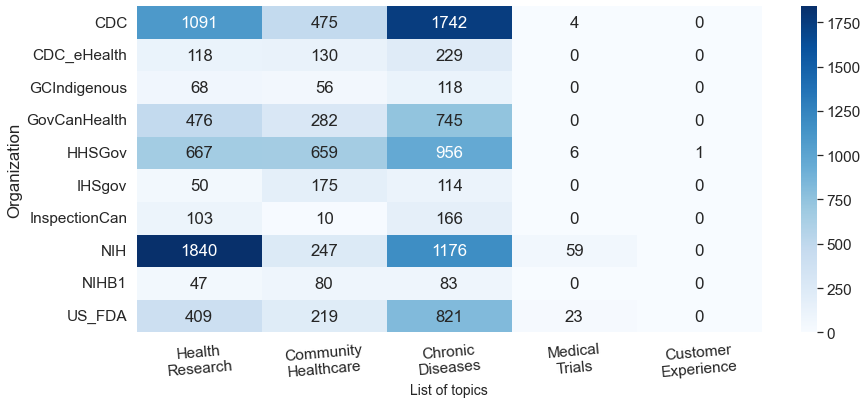 Organization
CDC 1091 475 1742 4 0
CDC_eHealth 118 130 229 0 0
GCIndigenous 68 56 118 0 0
GovCanHealth 476 282 745 0 0
HHSGov 667 659 956 6 1
IHSgov 50 175 114 0 0
InspectionCan 103 10 166 0 0
NIH 1840 247 1176 59 0
NIHB1 47 80 83 0 0
US_FDA 409 219 821 23 0
Health Research
Community Healthcare
Chronic Diseases
Medical Trials
Customer Experience
List of topics
1750
1500
1250
1000
750
500
250
0